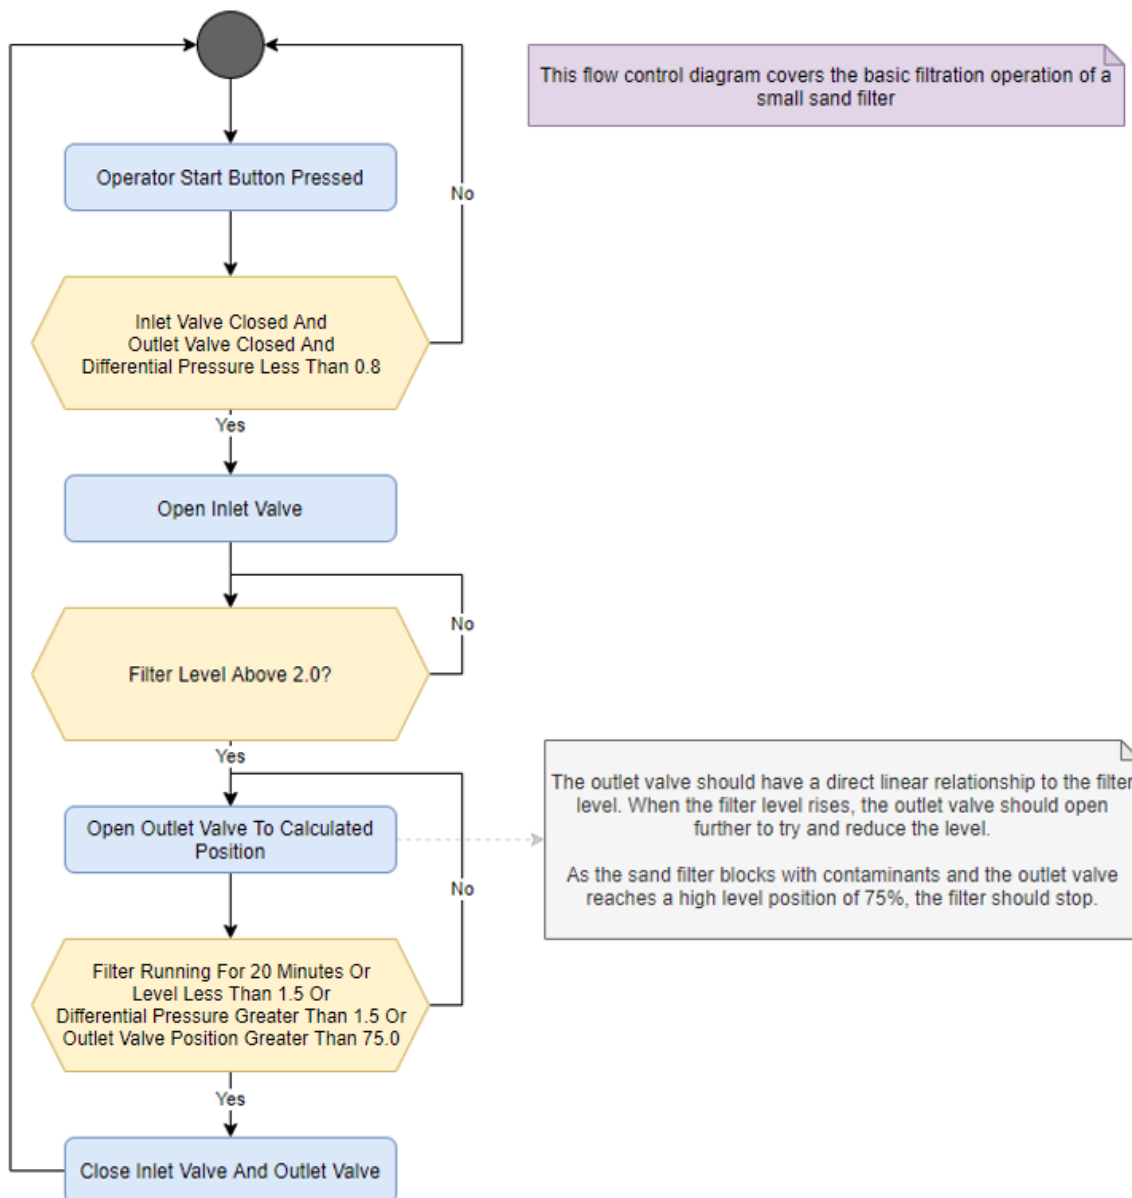 This flow control diagram covers the basic filtration operation of a
small sand filter
Operator Start Button Pressed
No
Inlet Valve Closed And
Outlet Valve Closed And
Differential Pressure Less Than 0.8
Yes
Open Inlet Valve
No
Filter Level Above 2.0?
Yes
The outlet valve should have a direct linear relationship to the filter
level. When the filter level rises, the outlet valve should open
further to try and reduce the level.
As the sand filter blocks with contaminants and the outlet valve
reaches a high level position of 75%, the filter should stop.
Open Outlet Valve To Calculated
Position
No
Filter Running For 20 Minutes Or
Level Less Than 1.5 Or
Differential Pressure Greater Than 1.5 Or
Outlet Valve Position Greater Than 75.0
Yes
Close Inlet Valve And Outlet Valve